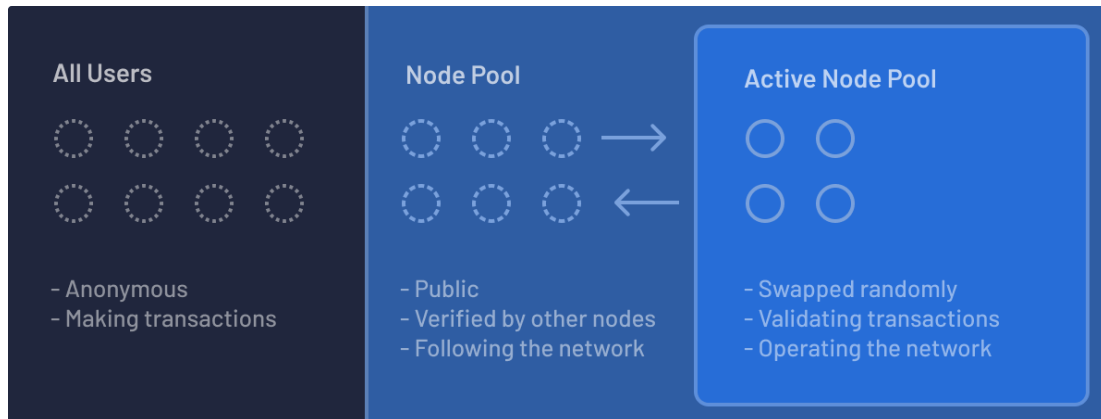 All Users
- Anonymous
- Making transactions
Node Pool
- Public
- Verified by other nodes
- Following the network
Active Node Pool
- Swapped randomly
- Validating transactions
- Operating the network